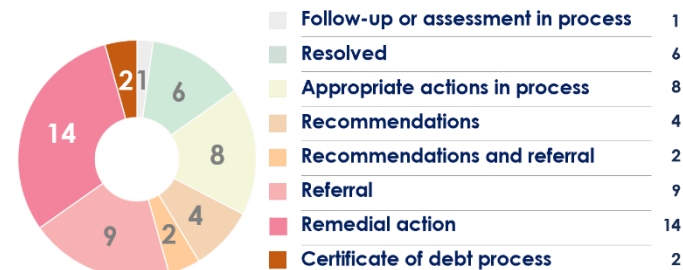 Follow-up or assessment in process 1
Resolved 6
Appropriate actions in process 8
Recommendations 4
Recommendations and referral 2
Referral 9
Remedial action 14
Certificate of debt process 2
2 1
6
8
4
2
9
14